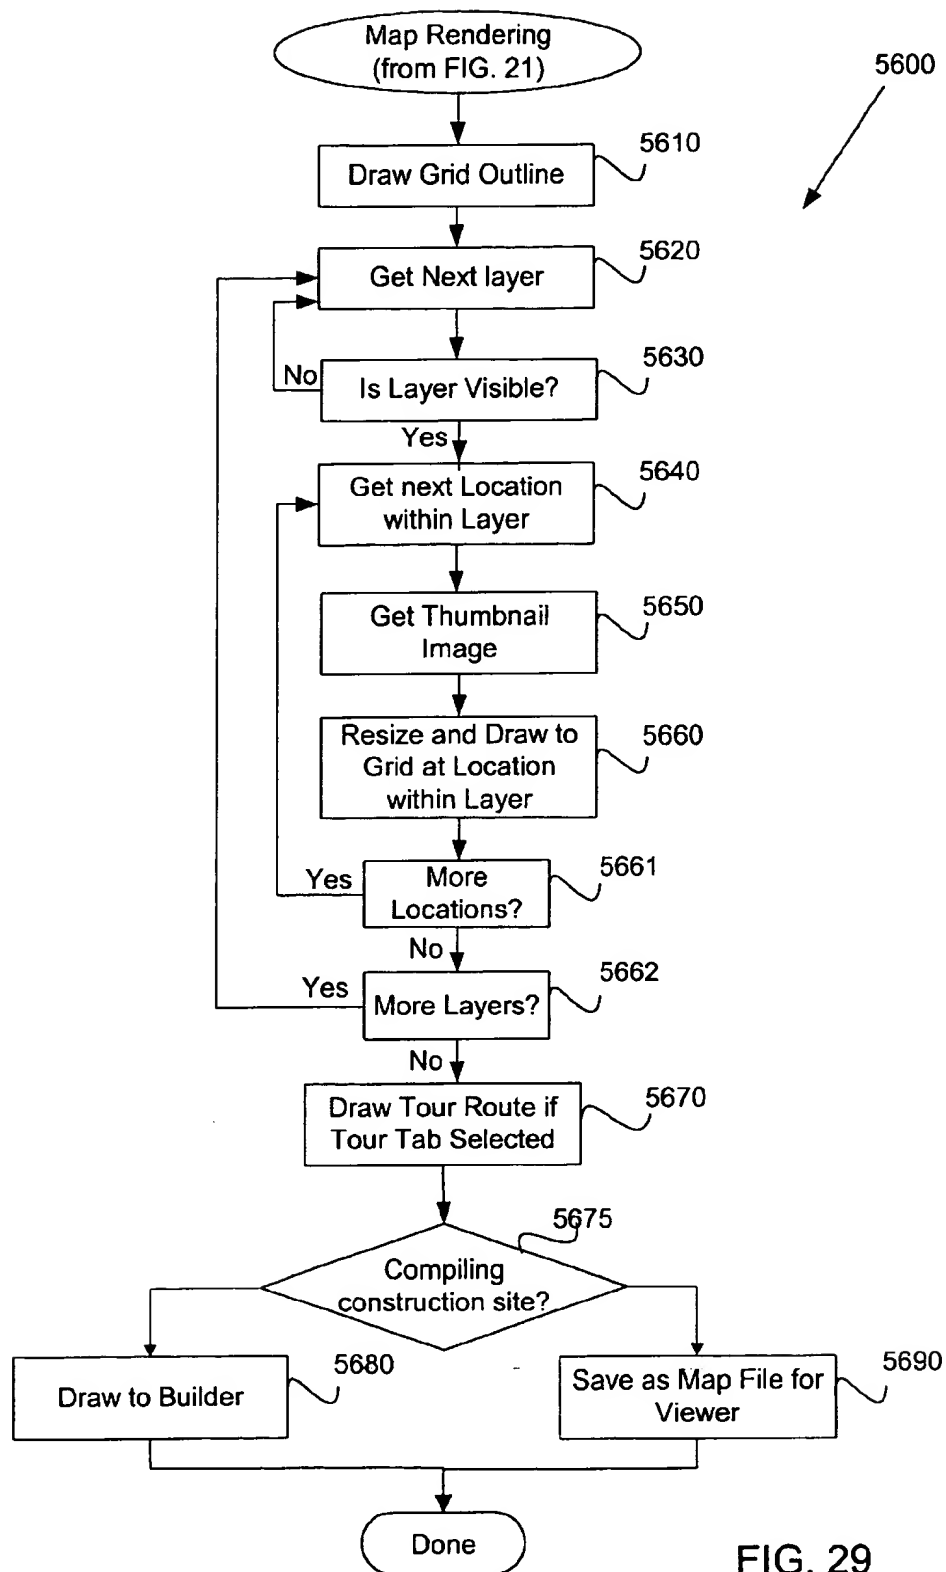 Map Rendering
(from FIG. 21)
5600
5610
Draw Grid Outline
5620
Get Next layer
5630
No
Is Layer Visible?
Yes
5640
Get next Location
within Layer
5650
Get Thumbnail
Image
5660
Resize and Draw to
Grid at Location
within Layer
5661
Yes
More
Locations?
No
5662
Yes
More Layers?
No
5670
Draw Tour Route if
Tour Tab Selected
5675
Compiling
construction site?
5680
Draw to Builder
5690
Save as Map File for
Viewer
Done
FIG. 29